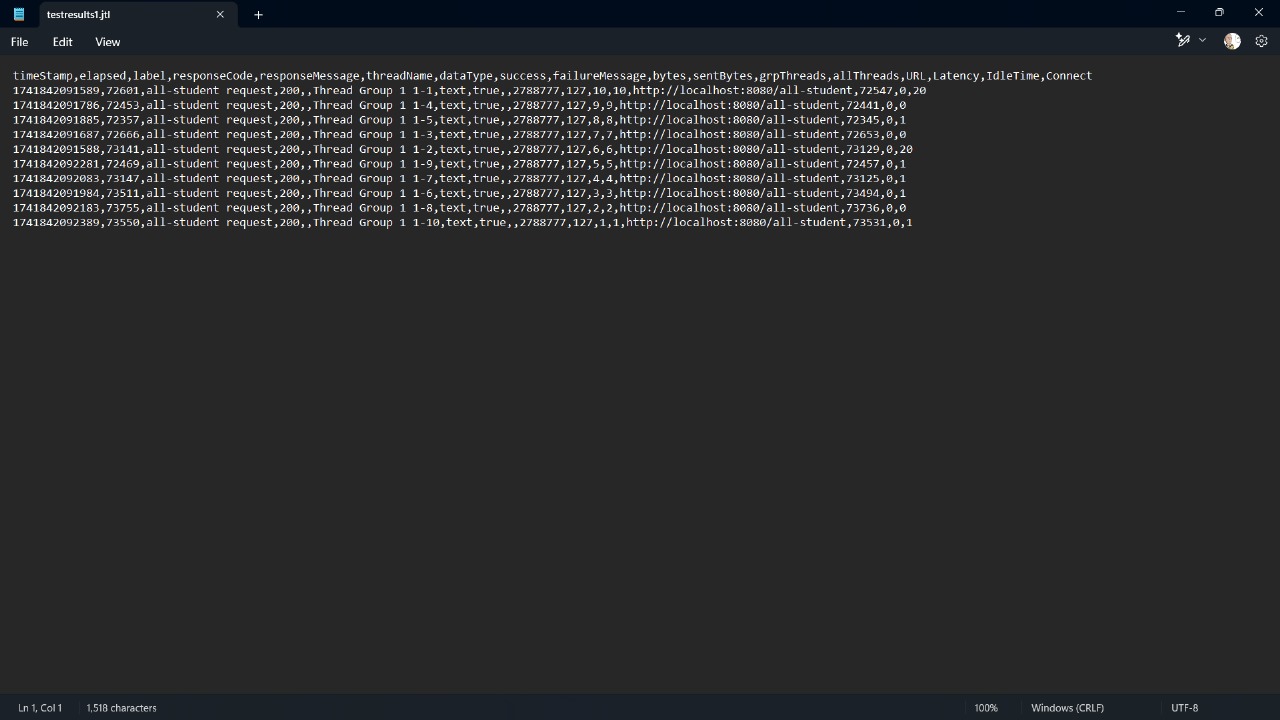 testresults1.jtl
File Edit View
timeStamp,elapsed,label,responseCode,responseMessage,threadName,dataType,success,failureMessage,bytes,sentBytes,grpThreads,allThreads,URL,Latency,IdleTime,Connect
1741842091589,72601,all-student request,200,,Thread Group 1 1-1,text,true,,2788777,127,10,10,http://localhost:8080/all-student,72547,0,20
1741842091786,72453,all-student request,200,,Thread Group 1 1-4,text,true,,2788777,127,9,9,http://localhost:8080/all-student,72441,0,0
1741842091885,72357,all-student request,200,,Thread Group 1 1-5,text,true,,2788777,127,8,8,http://localhost:8080/all-student,72345,0,1
1741842091687,72666,all-student request,200,,Thread Group 1 1-3,text,true,,2788777,127,7,7,http://localhost:8080/all-student,72653,0,0
1741842091588,73141,all-student request,200,,Thread Group 1 1-2,text,true,,2788777,127,6,6,http://localhost:8080/all-student,73129,0,20
1741842092281,72469,all-student request,200,,Thread Group 1 1-9,text,true,,2788777,127,5,5,http://localhost:8080/all-student,72457,0,1
1741842092083,73147,all-student request,200,,Thread Group 1 1-7,text,true,,2788777,127,4,4,http://localhost:8080/all-student,73125,0,1
1741842091984,73511,all-student request,200,,Thread Group 1 1-6,text,true,,2788777,127,3,3,http://localhost:8080/all-student,73494,0,1
1741842092183,73755,all-student request,200,,Thread Group 1 1-8,text,true,,2788777,127,2,2,http://localhost:8080/all-student,73736,0,0
1741842092389,73550,all-student request,200,,Thread Group 1 1-10,text,true,,2788777,127,1,1,http://localhost:8080/all-student,73531,0,1
Ln 1, Col 1 1,518 characters 100% Windows (CRLF) UTF-8